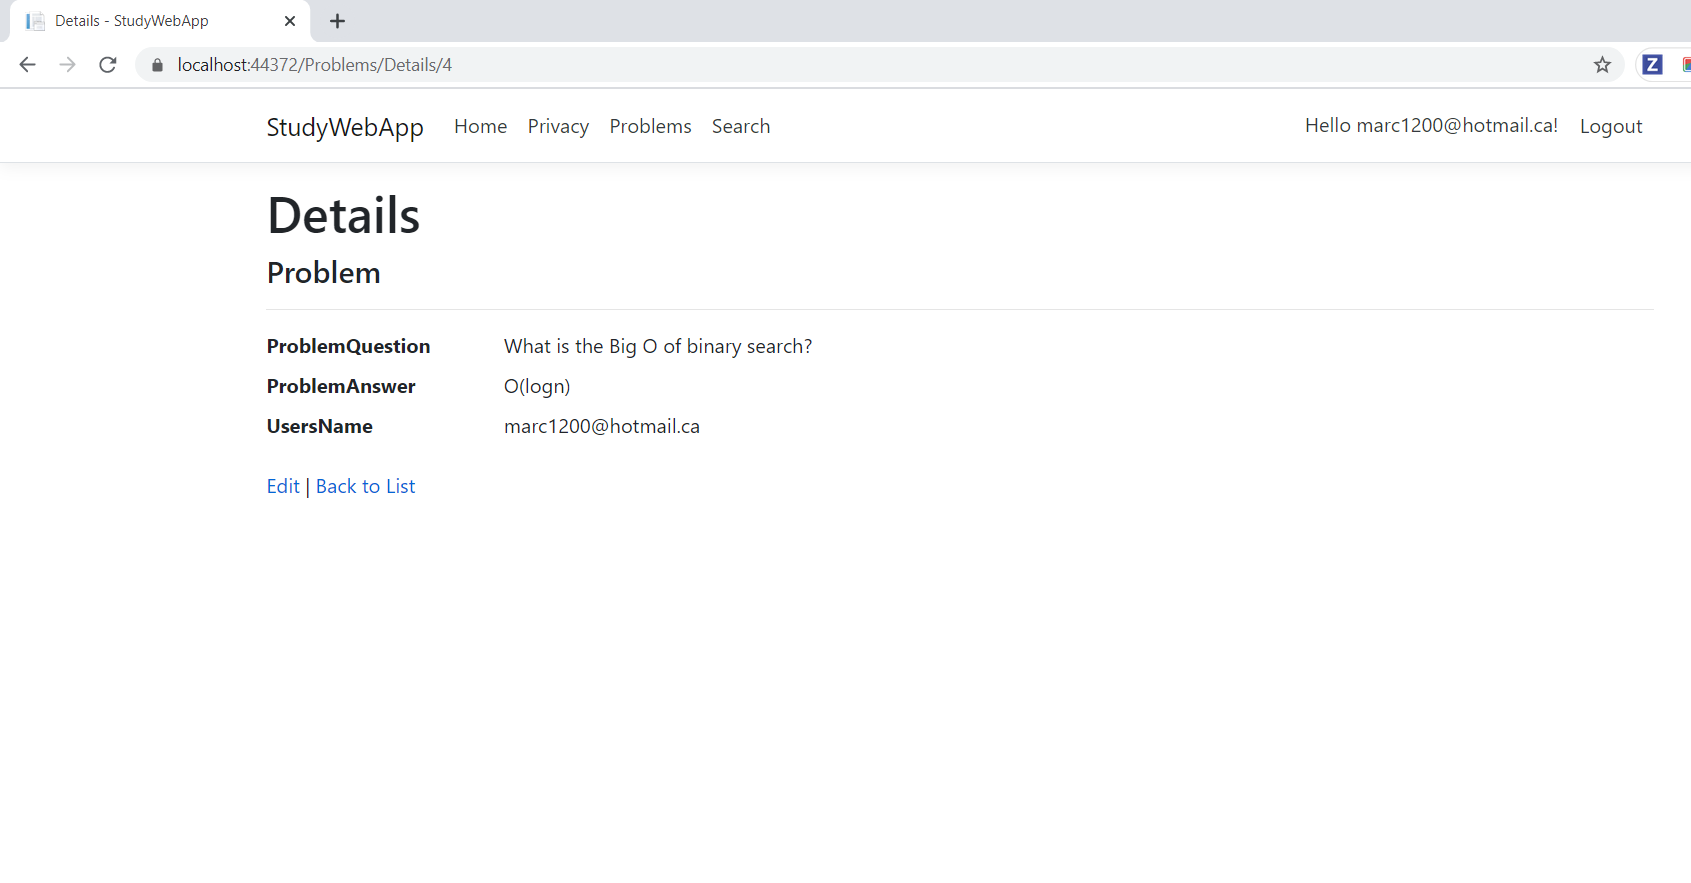 Details - StudyWebApp
localhost:44372/Problems/Details/4
Z
StudyWebApp Home Privacy Problems Search Hello marc1200@hotmail.ca! Logout
Details
Problem
ProblemQuestion What is the Big O of binary search?
ProblemAnswer O(logn)
UsersName marc1200@hotmail.ca
Edit | Back to List